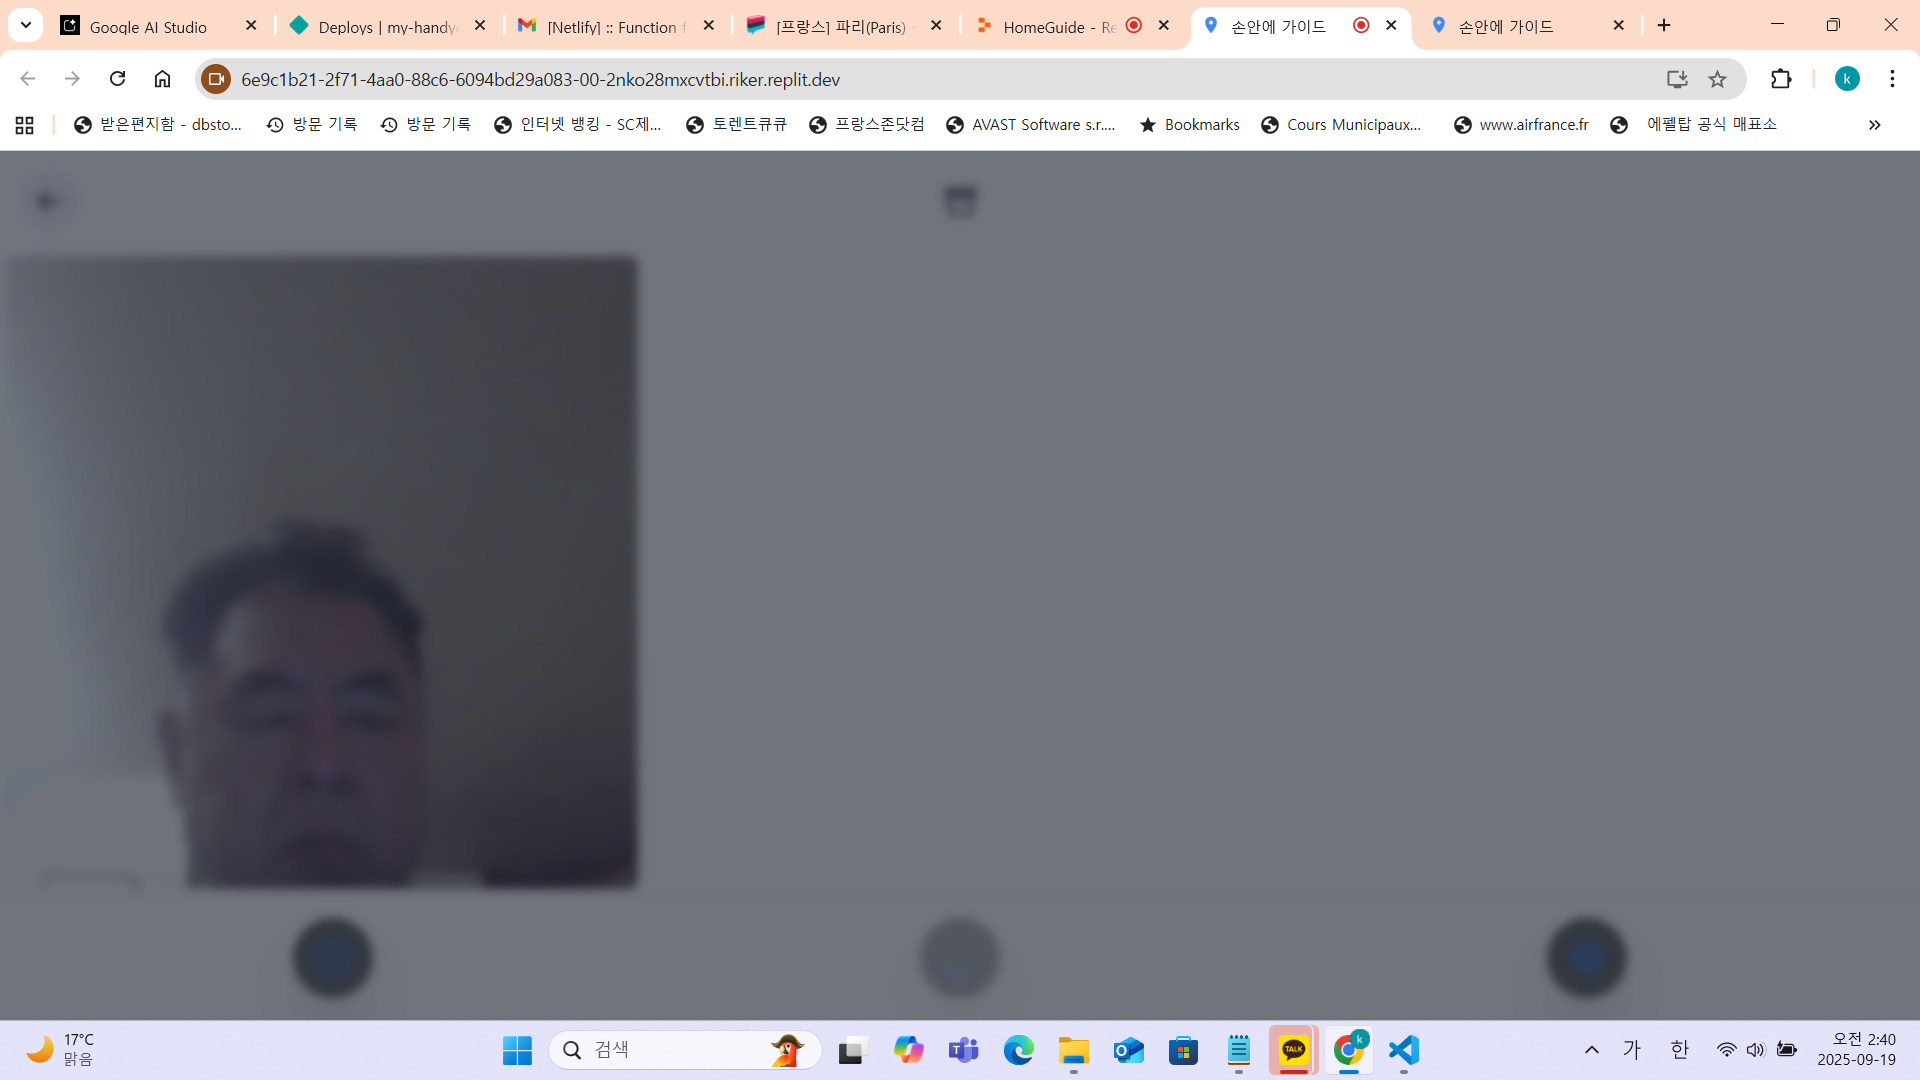 Google AI Studio
Deploys | my-handy
[Netlify] :: Function f
[프랑스] 파리(Paris)
HomeGuide - Re
손안에 가이드
손안에 가이드
6e9c1b21-2f71-4aa0-88c6-6094bd29a083-00-2nko28mxcvtbi.riker.replit.dev
k
받은편지함 - dbsto...
방문 기록
방문 기록
인터넷 뱅킹 - SC제...
토렌트큐큐
프랑스존닷컴
AVAST Software s.r....
Bookmarks
Cours Municipaux...
www.airfrance.fr
에펠탑 공식 매표소
17°C
맑음
검색
TALK
k
가
한
오전 2:40
2025-09-19